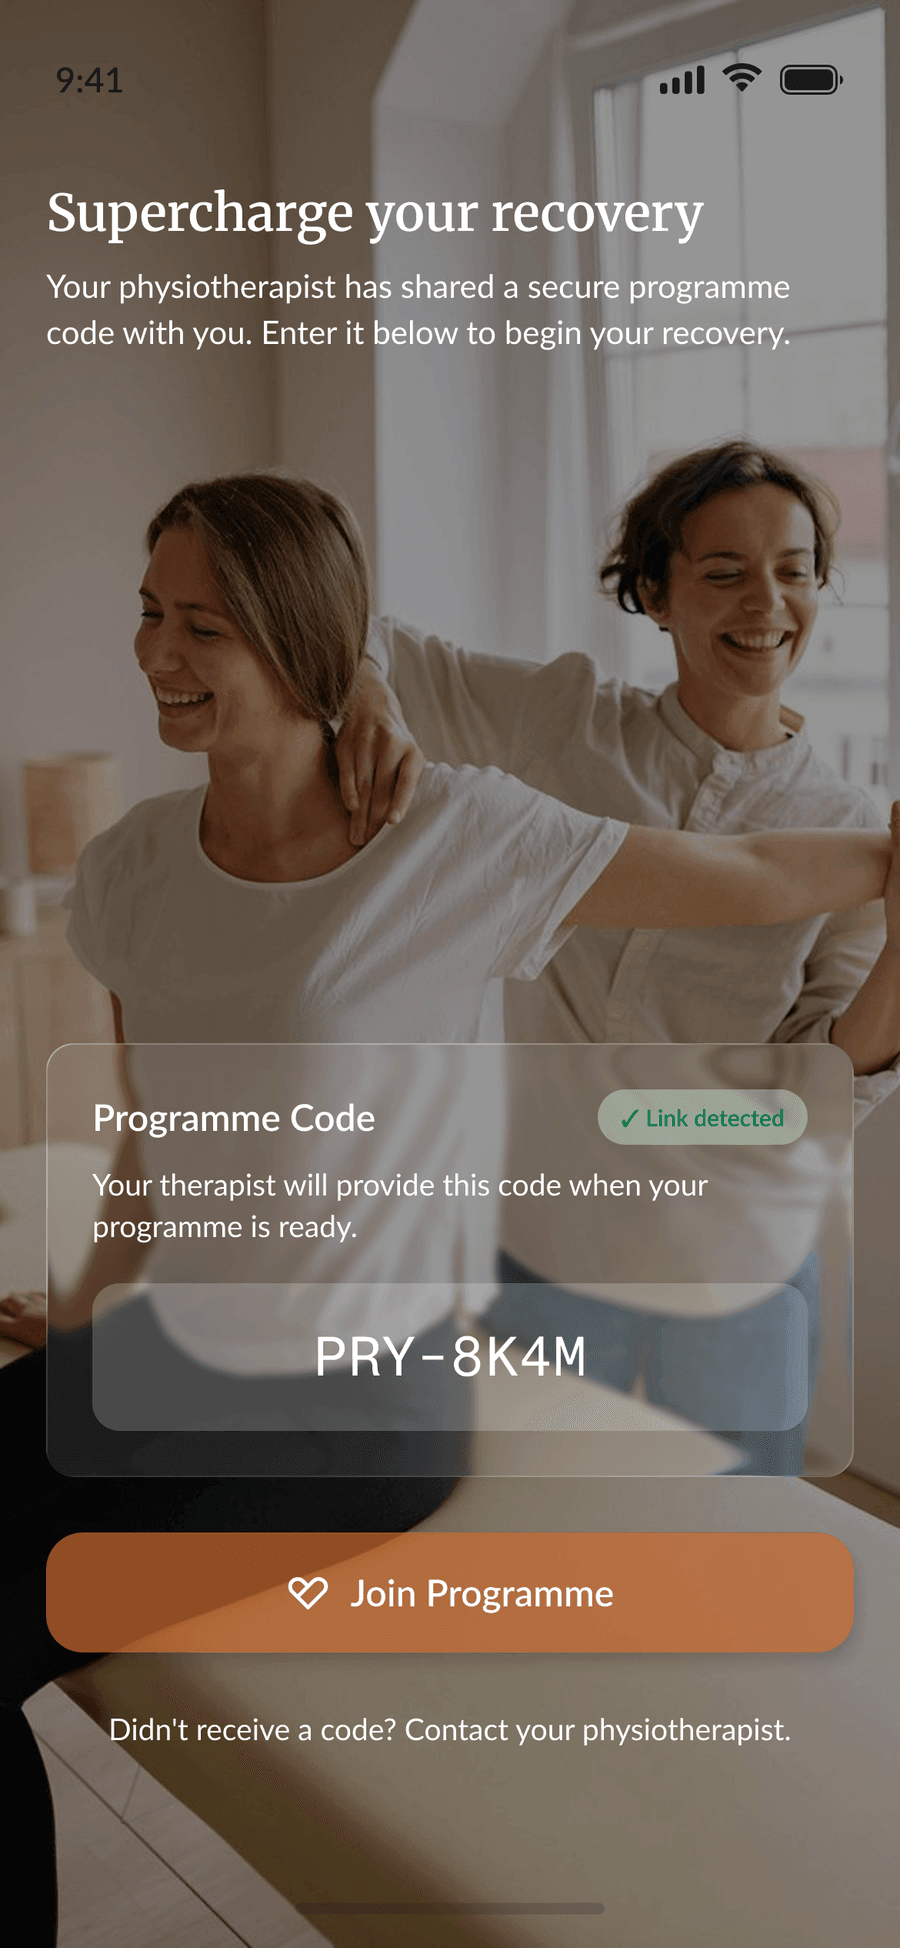 9:41
Supercharge your recovery
Your physiotherapist has shared a secure programme
code with you. Enter it below to begin your recovery.
Programme Code
✓ Link detected
Your therapist will provide this code when your
programme is ready.
PRY-8K4M
Join Programme
Didn't receive a code? Contact your physiotherapist.